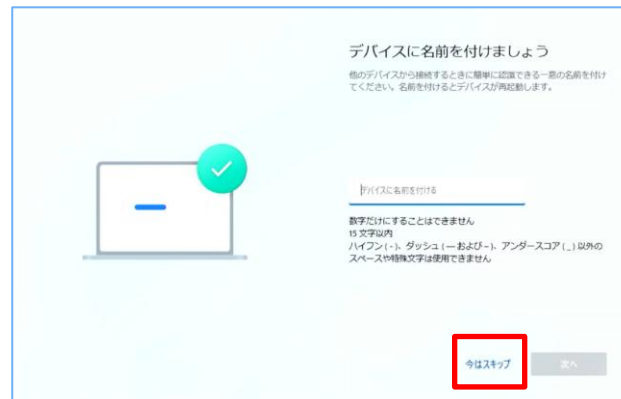 デバイスに名前を付けましょう
他のデバイスから接続するときに簡単に認識できる一意の名前を付け
てください。名前を付けるとデバイスが再起動します。
デバイスに名前を付ける
数字だけにすることはできません
15 文字以内
ハイフン ( - )、ダッシュ ( — および – )、アンダースコア ( _ ) 以外の
スペースや特殊文字は使用できません
今はスキップ
次へ